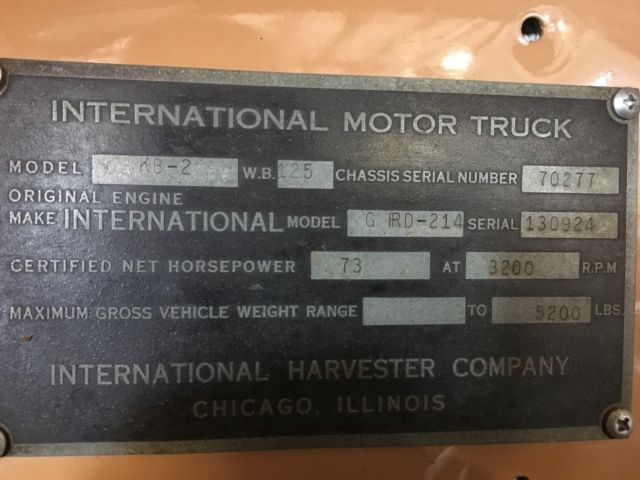 INTERNATIONAL MOTOR TRUCK
MODEL KB-2 W.B. 125 CHASSIS SERIAL NUMBER 70277
ORIGINAL ENGINE
MAKE INTERNATIONAL MODEL G RD-214 SERIAL 130924
CERTIFIED NET HORSEPOWER 73 AT 3200 R.P.M.
MAXIMUM GROSS VEHICLE WEIGHT RANGE TO 5200 LBS.
INTERNATIONAL HARVESTER COMPANY
CHICAGO, ILLINOIS